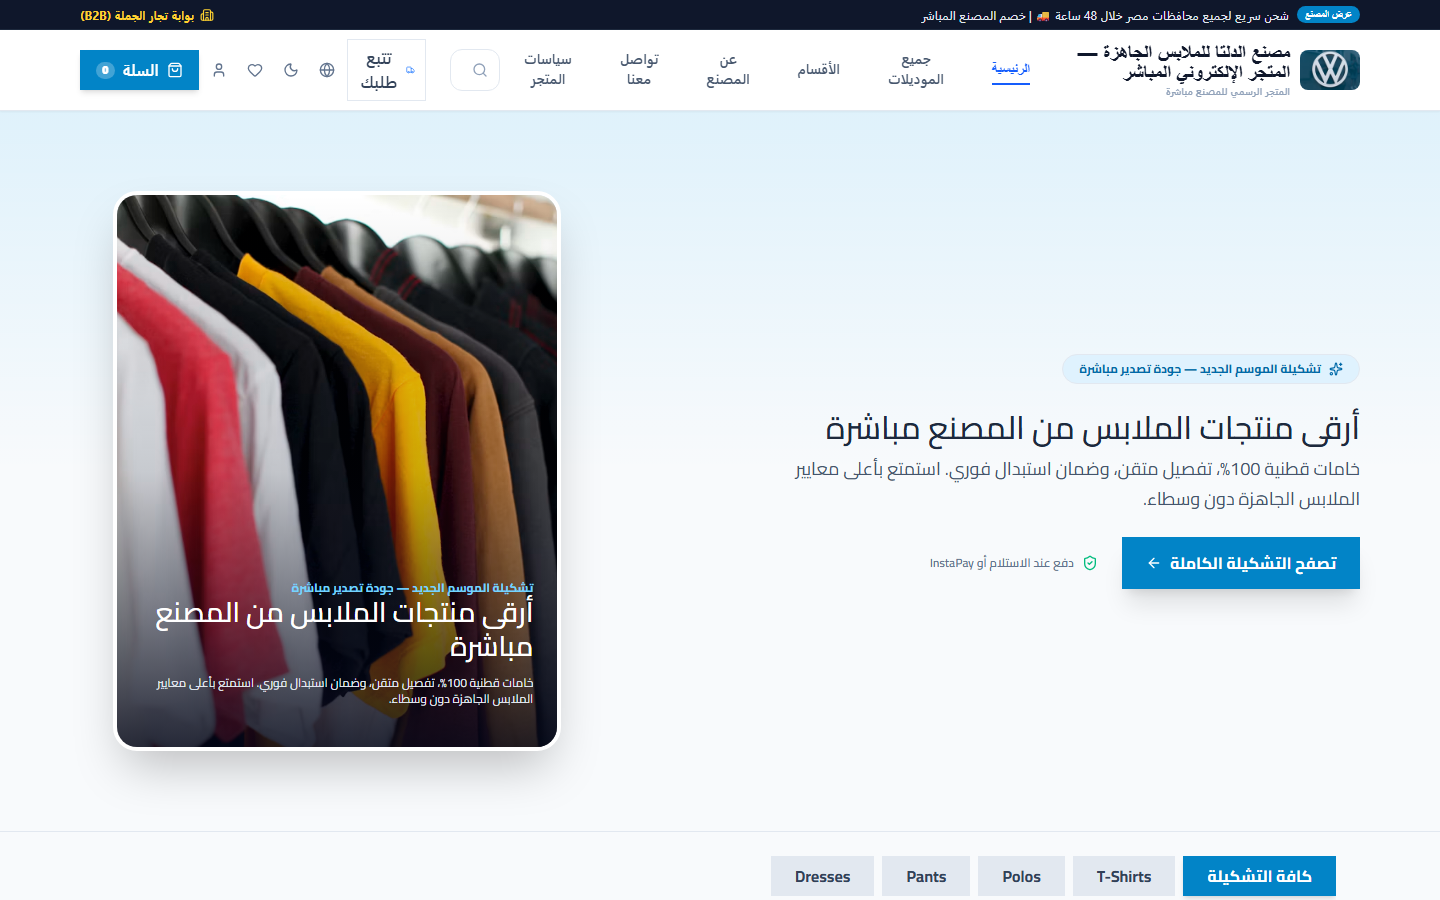 عرض المصنع
شحن سريع لجميع محافظات مصر خلال 48 ساعة 🚚 | خصم المصنع المباشر
بوابة تجار الجملة (B2B)
مصنع الدلتا للملابس الجاهزة —
المتجر الإلكتروني المباشر
المتجر الرسمي للمصنع مباشرة
الرئيسية
جميع
الموديلات
الأقسام
عن
المصنع
تواصل
معنا
سياسات
المتجر
تتبع
طلبك
السلة
0
تشكيلة الموسم الجديد — جودة تصدير مباشرة
أرقى منتجات الملابس من المصنع مباشرة
خامات قطنية 100%، تفصيل متقن، وضمان استبدال فوري. استمتع بأعلى معايير
الملابس الجاهزة دون وسطاء.
تصفح التشكيلة الكاملة
دفع عند الاستلام أو InstaPay
تشكيلة الموسم الجديد — جودة تصدير مباشرة
أرقى منتجات الملابس من المصنع
مباشرة
خامات قطنية 100%، تفصيل متقن، وضمان استبدال فوري. استمتع بأعلى معايير
الملابس الجاهزة دون وسطاء.
كافة التشكيلة
T-Shirts
Polos
Pants
Dresses